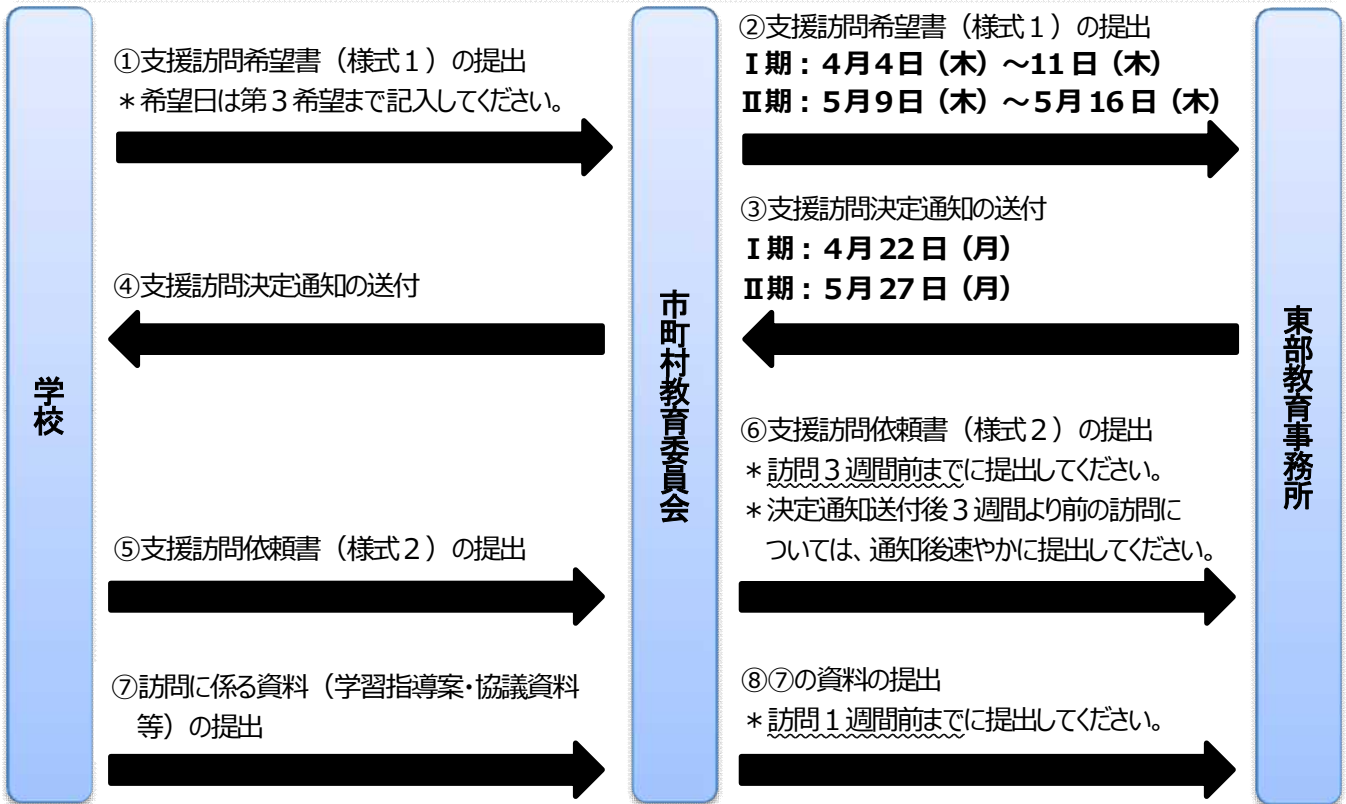 学校
①支援訪問希望書(様式1)の提出
*希望日は第3希望まで記入してください。
④支援訪問決定通知の送付
⑤支援訪問依頼書(様式2)の提出
⑦訪問に係る資料(学習指導案・協議資料
等)の提出
市町村教育委員会
②支援訪問希望書(様式1)の提出
Ⅰ期:4月4日(木)~11日(木)
Ⅱ期:5月9日(木)~5月16日(木)
③支援訪問決定通知の送付
Ⅰ期:4月22日(月)
Ⅱ期:5月27日(月)
⑥支援訪問依頼書(様式2)の提出
*訪問3週間前までに提出してください。
*決定通知送付後3週間より前の訪問に
ついては、通知後速やかに提出してください。
⑧⑦の資料の提出
*訪問1週間前までに提出してください。
東部教育事務所